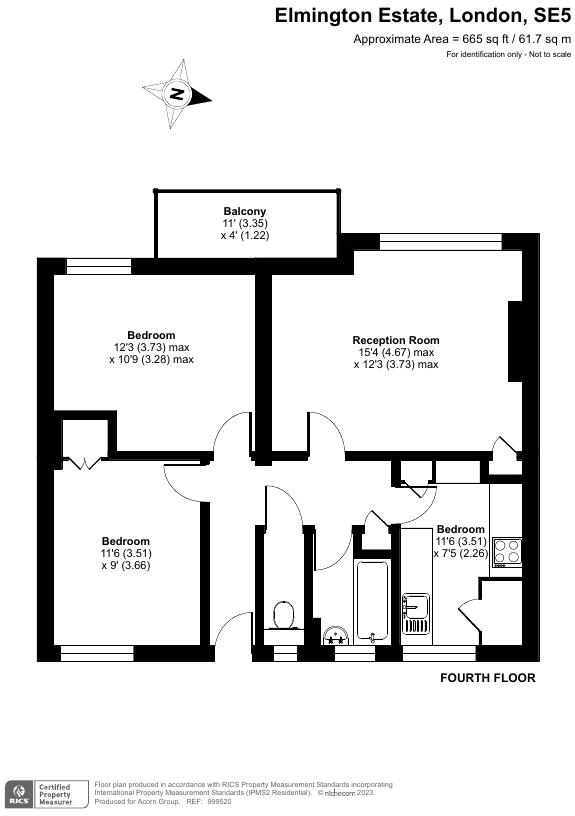 Elmington Estate, London, SE5
Approximate Area = 665 sq ft / 61.7 sq m
For identification only - Not to scale
N
Balcony
11' (3.35)
x 4' (1.22)
Bedroom
12'3 (3.73) max
x 10'9 (3.28) max
Reception Room
15'4 (4.67) max
x 12'3 (3.73) max
Bedroom
11'6 (3.51)
x 9' (3.66)
Bedroom
11'6 (3.51)
x 7'5 (2.26)
FOURTH FLOOR
RICS
Certified
Property
Measurer
Floor plan produced in accordance with RICS Property Measurement Standards incorporating
International Property Measurement Standards (IPMS2 Residential). © nichecom 2023.
Produced for Acorn Group. REF: 999520